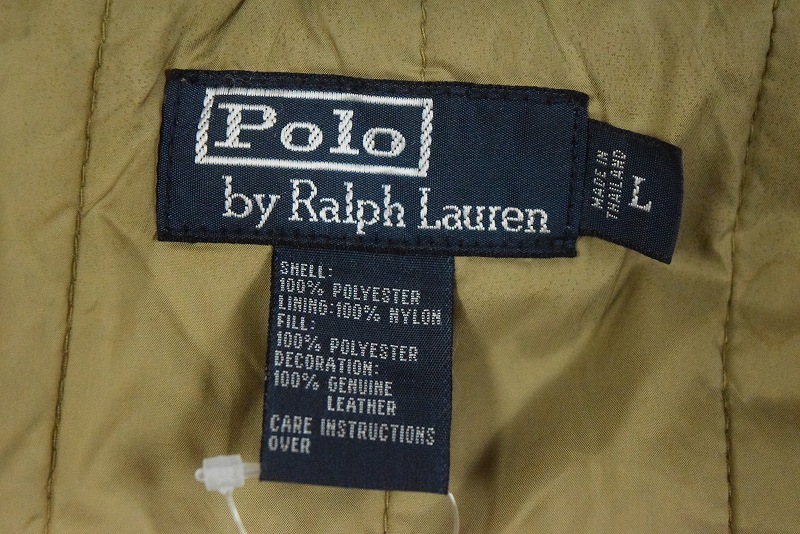 Polo
by Ralph Lauren
MADE IN
THAILAND
L
SHELL:
100% POLYESTER
LINING:100% NYLON
FILL:
100% POLYESTER
DECORATION:
100% GENUINE
LEATHER
CARE INSTRUCTIONS
OVER